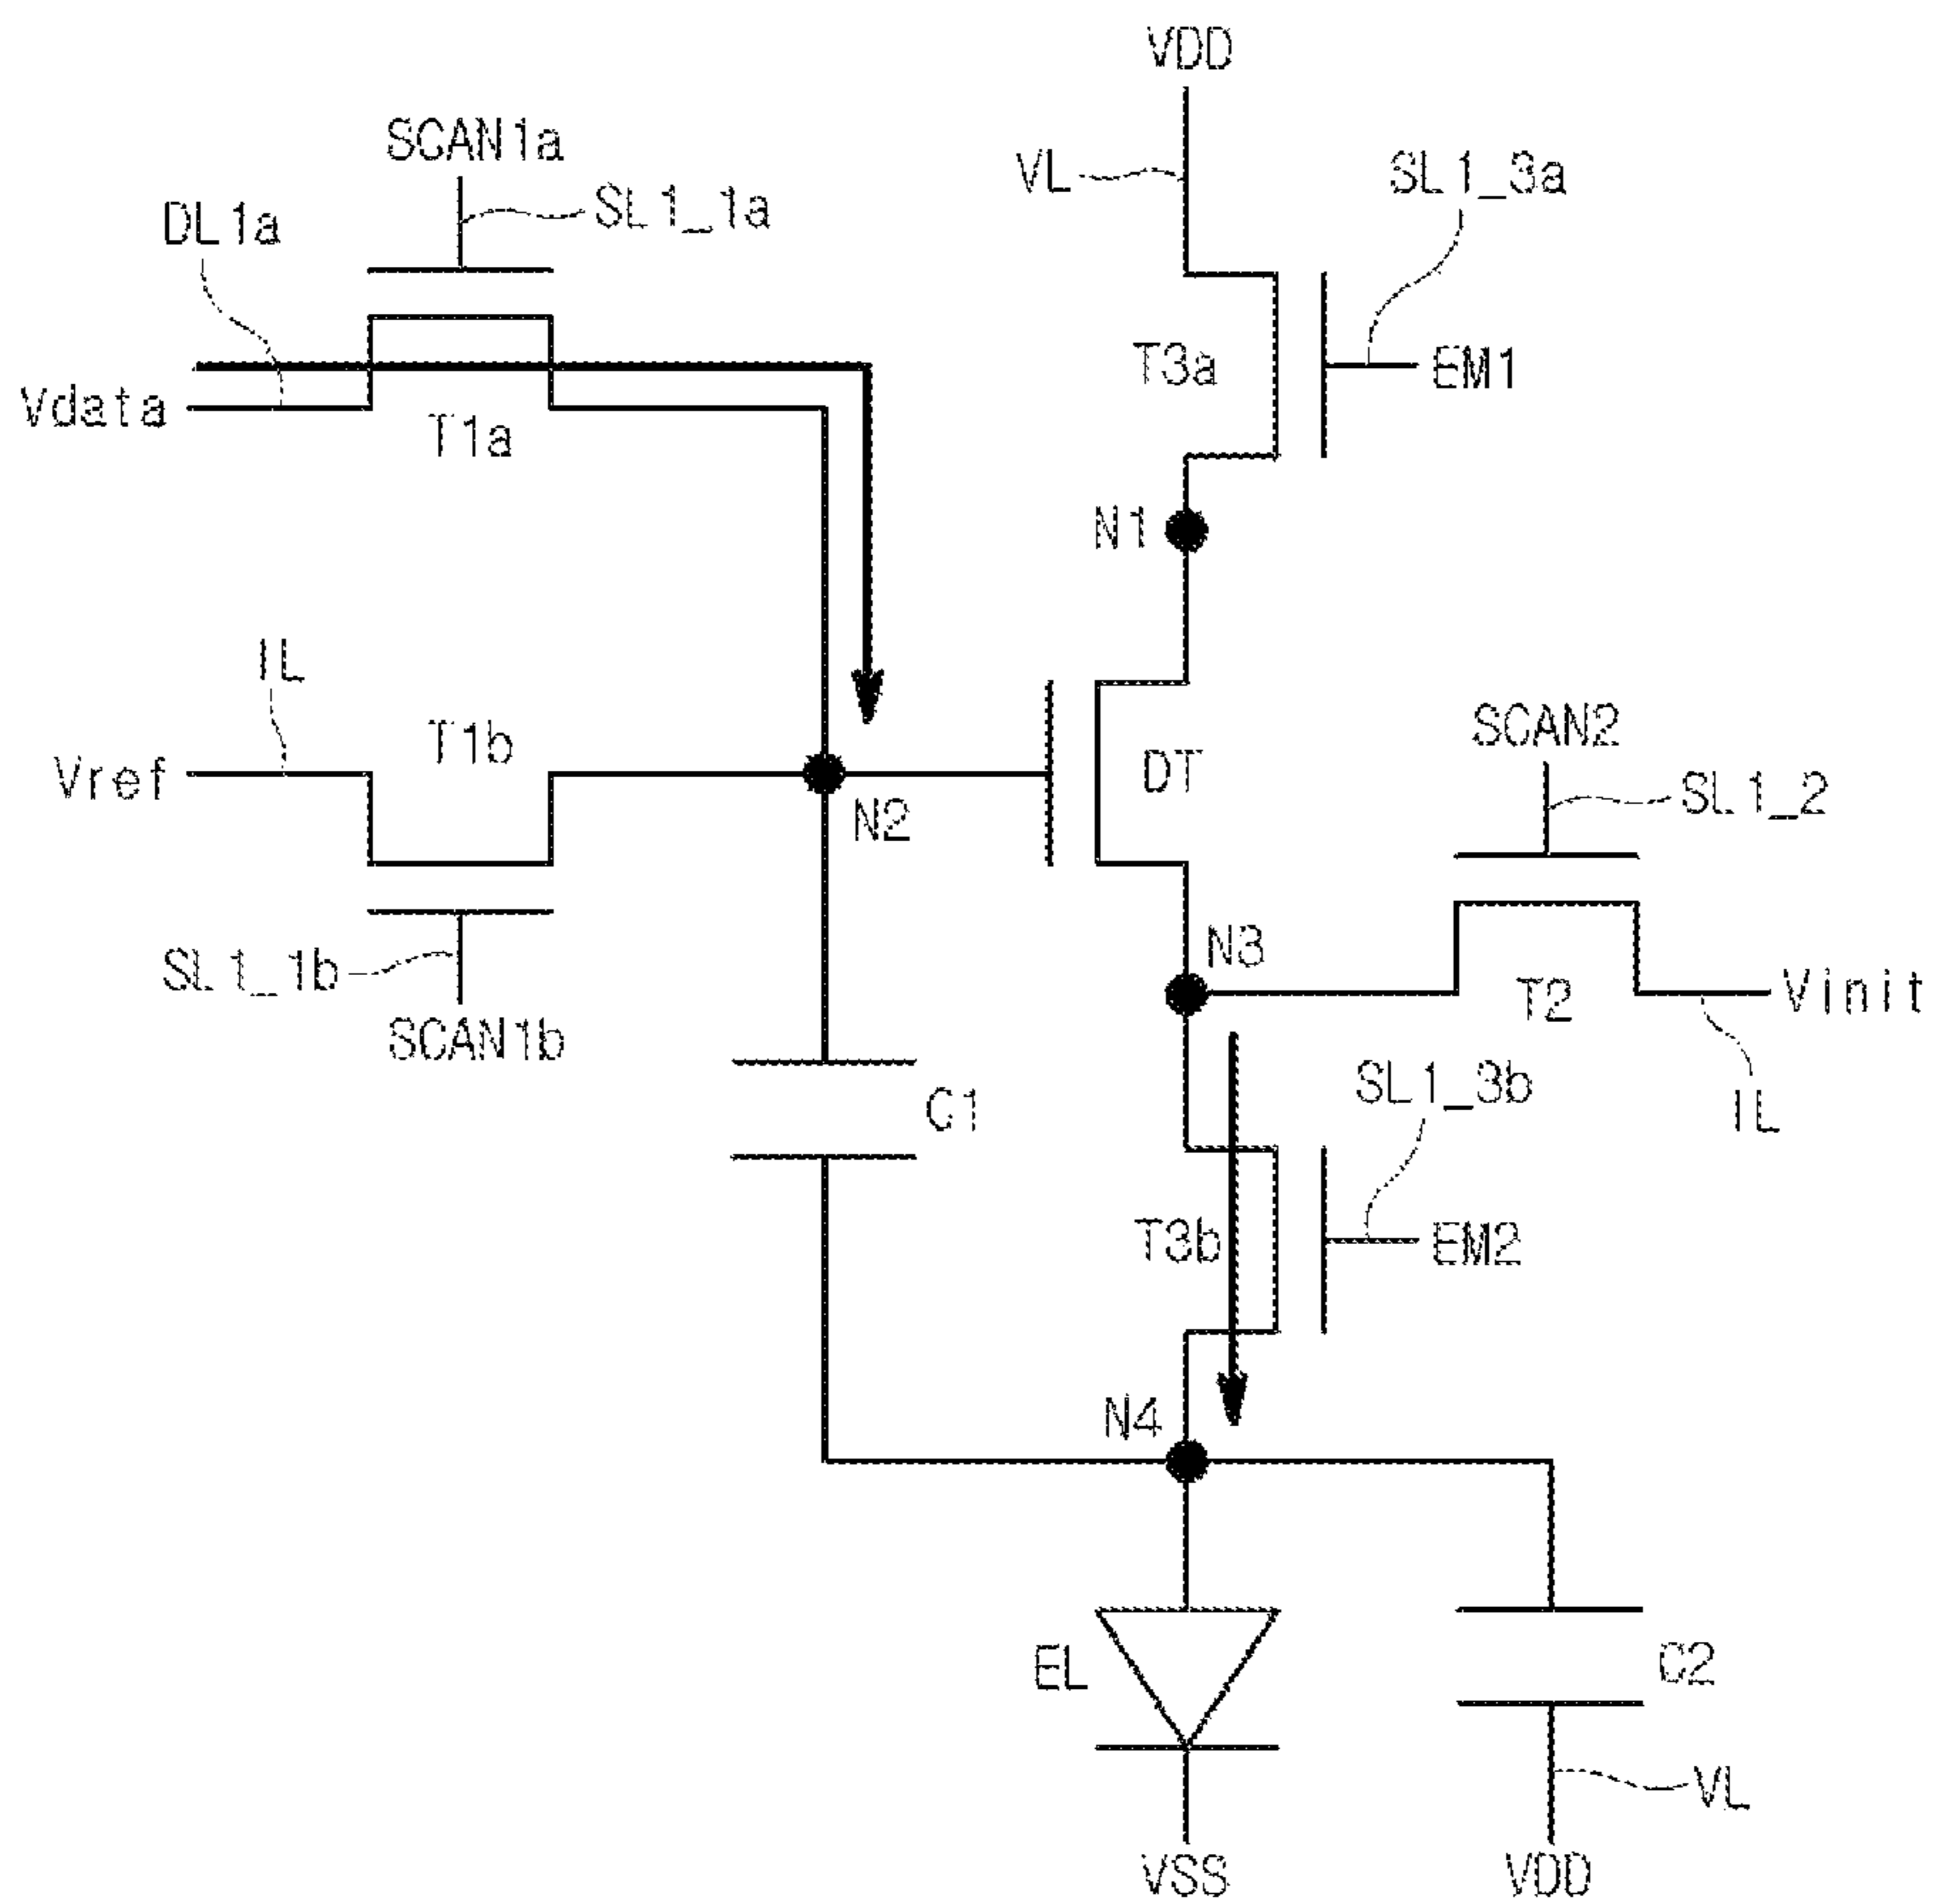 VDD
SCAN1a
VL
SL1_3a
SL1_1a
DL1a
T3a
EM1
Vdata
T1a
N1
IL
T1b
SCAN2
Vref
DT
SL1_2
N2
N3
SL1_1b
T2
Vinit
SCAN1b
SL1_3b
C1
IL
T3b
EM2
N4
EL
C2
VL
VSS
VDD